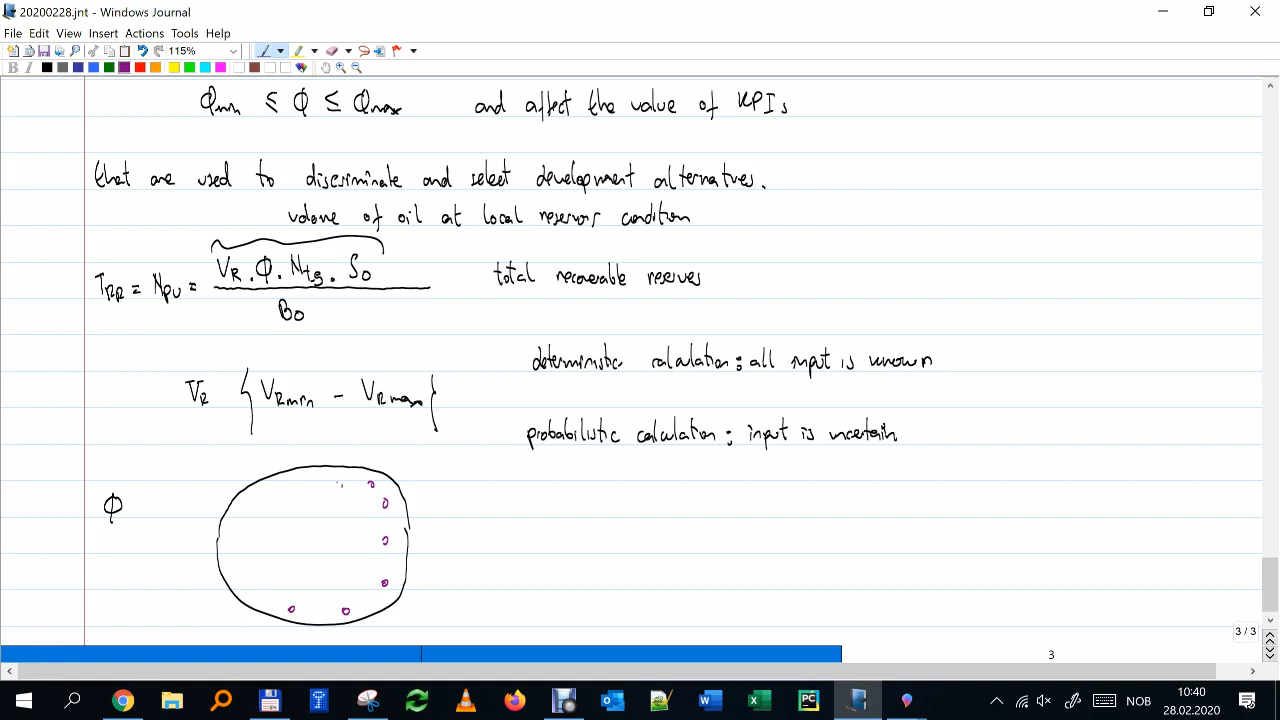 20200228.jnt - Windows Journal
File Edit View Insert Actions Tools Help
115%
B I
Φmin ≤ Φ ≤ Φmax and affect the value of KPIs
that are used to discriminate and select development alternatives.
volume of oil at local reservoir condition
TRR = Npu = VR . Φ . Ntg . So total recoverable reserves
Bo
deterministic calculation : all input is known
VR { VRmin - VRmax }
probabilistic calculation : input is uncertain
Φ
3 / 3
3
NOB
10:40
28.02.2020